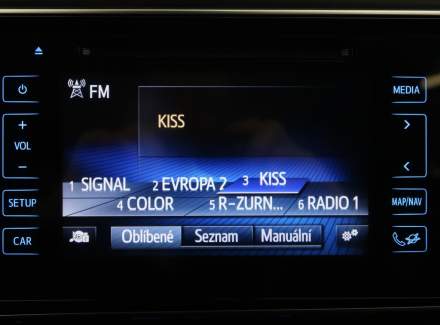 FM
MEDIA
KISS
+
VOL
−
1 SIGNAL 2 EVROPA 2 3 KISS
4 COLOR 5 R-ZURN... 6 RADIO 1
SETUP
MAP/NAV
CAR
Oblíbené Seznam Manuální